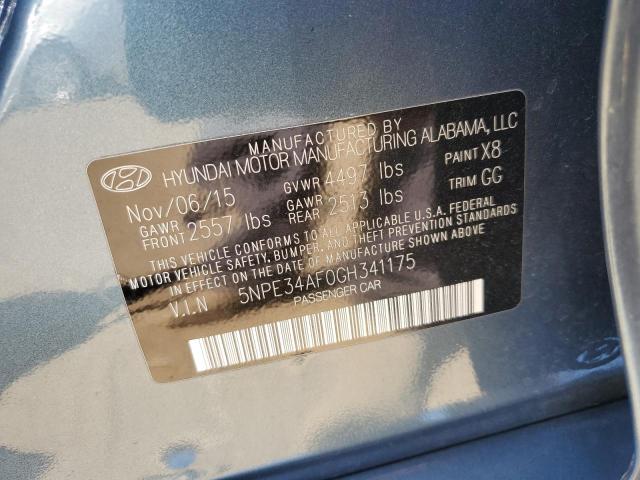 MANUFACTURED BY
HYUNDAI MOTOR MANUFACTURING ALABAMA, LLC
Nov/06/15 GVWR 4497 lbs PAINT X8
GAWR FRONT 2557 lbs GAWR REAR 2513 lbs TRIM GG
THIS VEHICLE CONFORMS TO ALL APPLICABLE U.S.A. FEDERAL
MOTOR VEHICLE SAFETY, BUMPER, AND THEFT PREVENTION STANDARDS
IN EFFECT ON THE DATE OF MANUFACTURE SHOWN ABOVE
V.I.N 5NPE34AF0GH341175
PASSENGER CAR